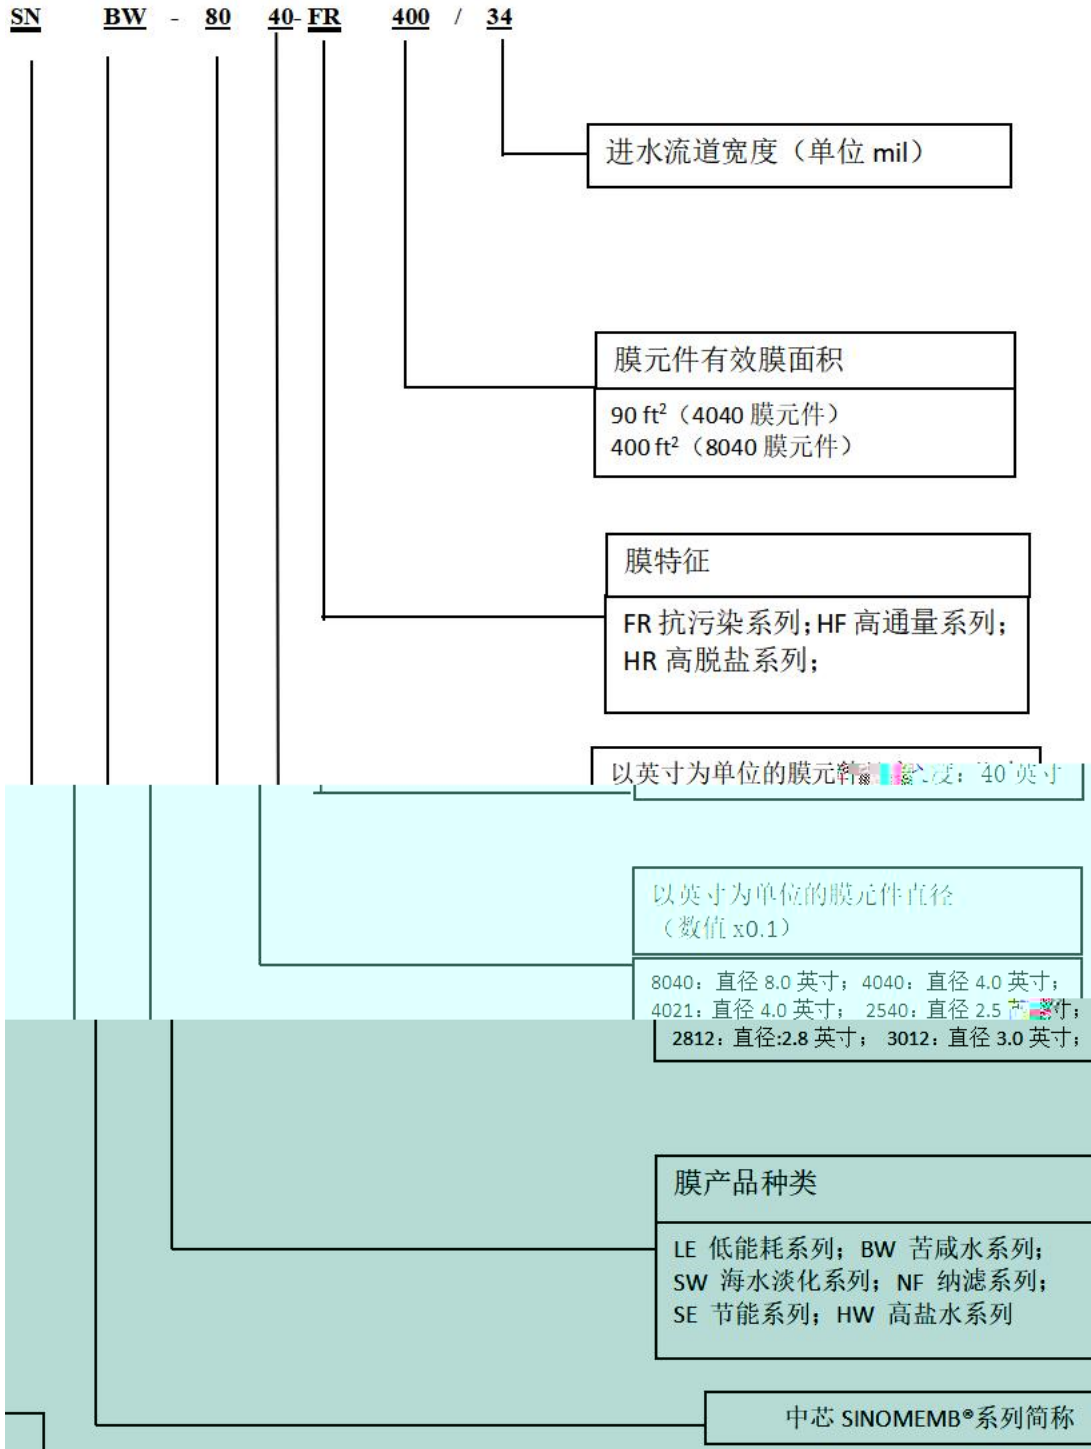 SN BW - 80 40- FR 400 / 34
进水流道宽度（单位 mil）
膜元件有效膜面积
90 ft²（4040 膜元件）
400 ft²（8040 膜元件）
膜特征
FR 抗污染系列；HF 高通量系列；
HR 高脱盐系列；
以英寸为单位的膜元 度：40 英寸
以英寸为单位的膜元件直径
（数值 x0.1）
8040：直径 8.0 英寸；4040：直径 4.0 英寸；
4021：直径 4.0 英寸； 2540：直径 2.5 寸；
2812：直径:2.8 英寸； 3012：直径 3.0 英寸；
膜产品种类
LE 低能耗系列；BW 苦咸水系列；
SW 海水淡化系列；NF 纳滤系列；
SE 节能系列；HW 高盐水系列
中芯 SINOMEMB®系列简称